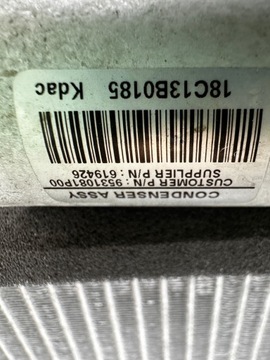 CONDENSER ASSY
CUSTOMER P/N : 9531081P00
SUPPLIER P/N : 619426
18C13B0185 Kdac